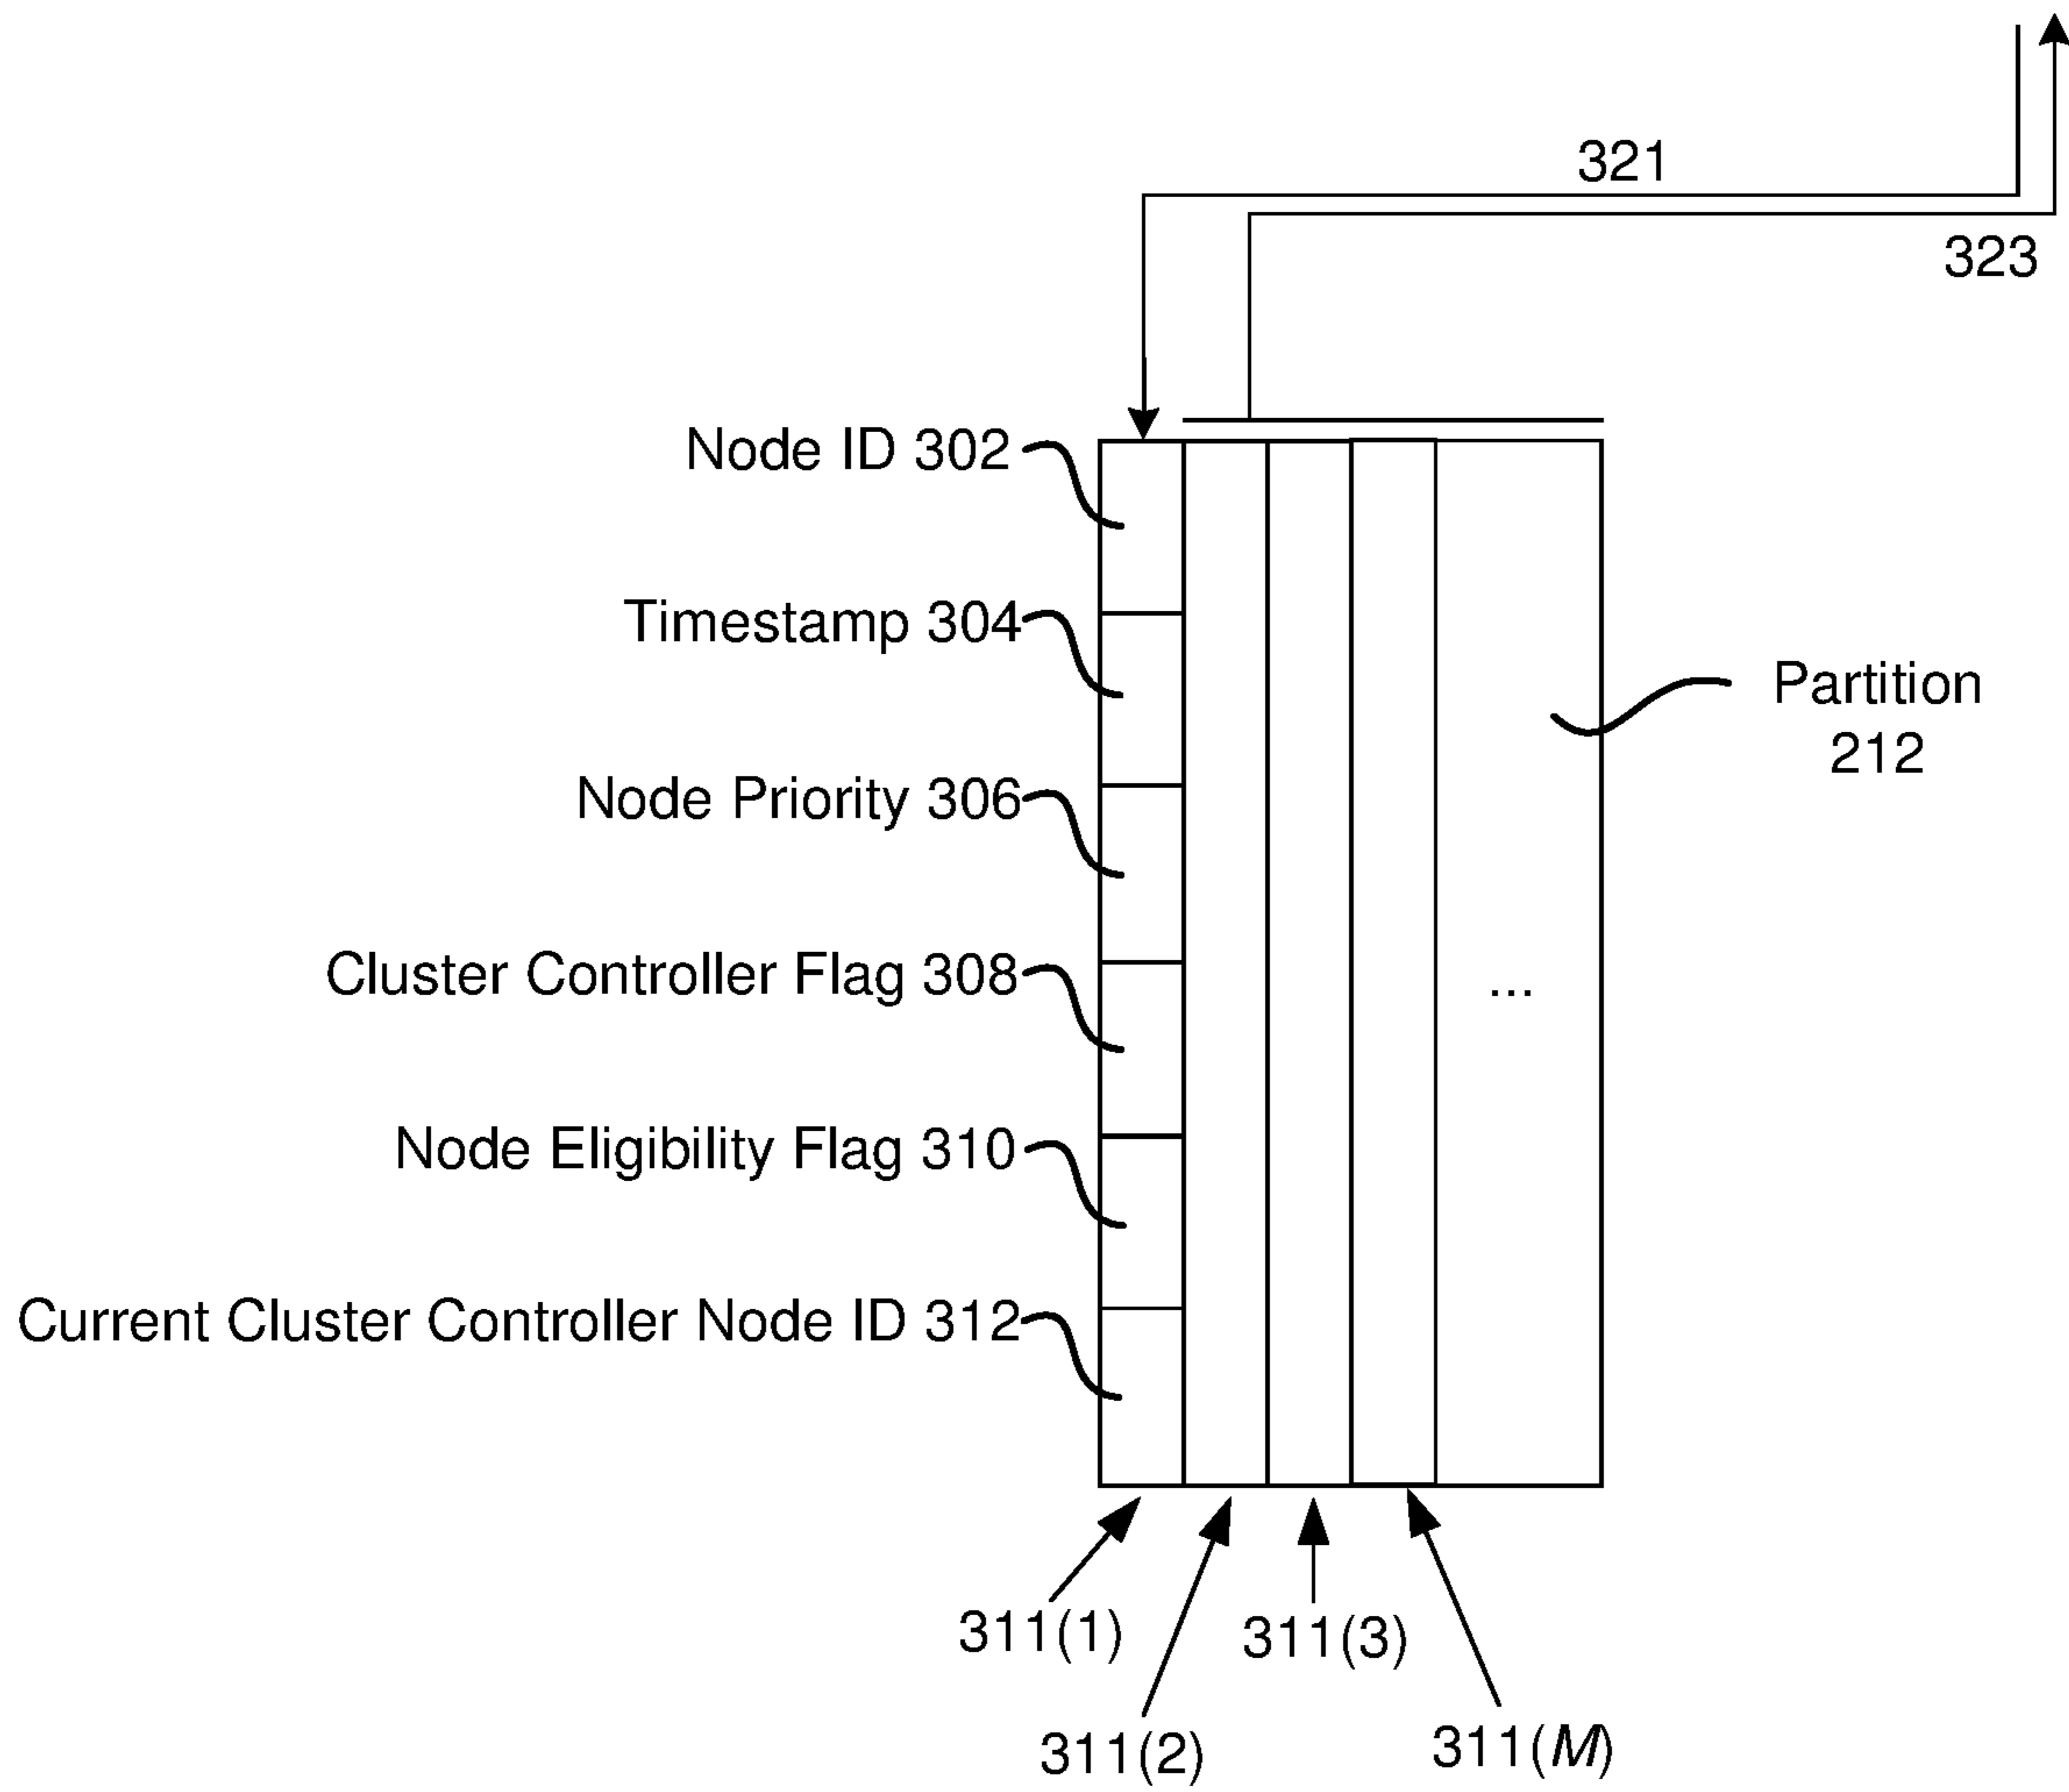 321
323
Node ID 302
Timestamp 304
Partition
212
Node Priority 306
Cluster Controller Flag 308
...
Node Eligibility Flag 310
Current Cluster Controller Node ID 312
311(1)
311(3)
311(2)
311(M)